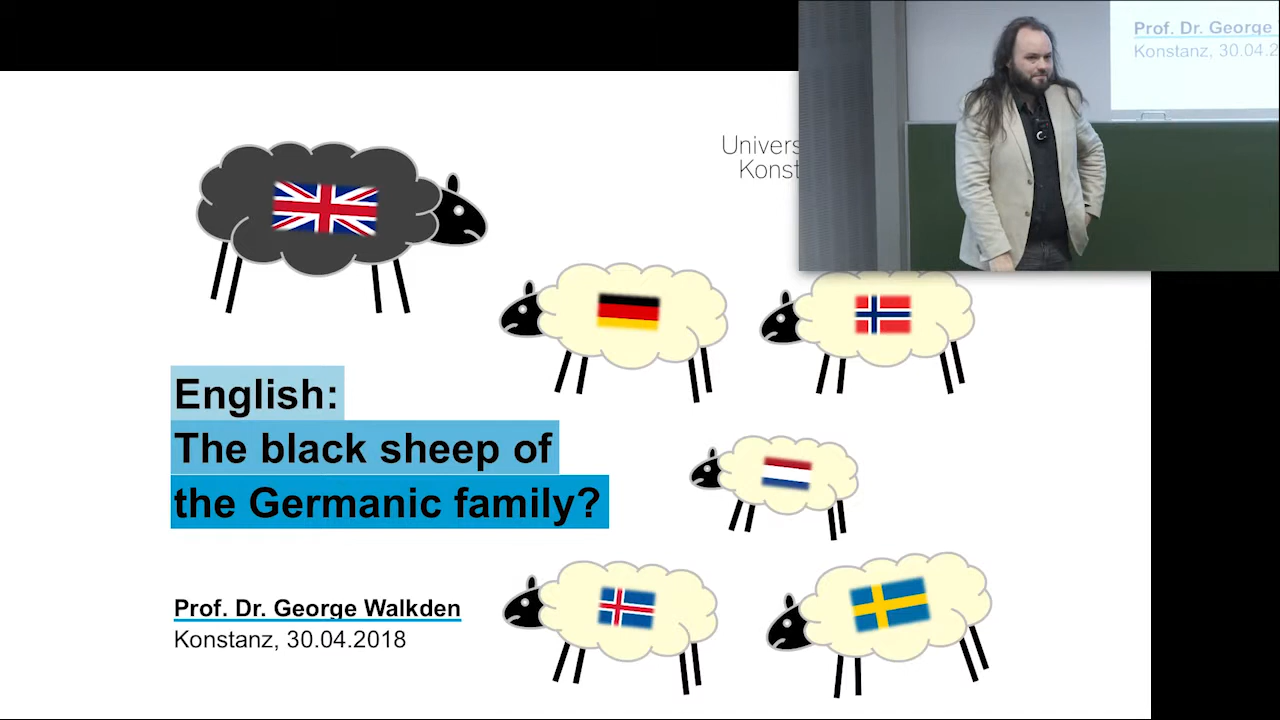 Univers
Konst
Prof. Dr. George
Konstanz, 30.04.2
English:
The black sheep of
the Germanic family?
Prof. Dr. George Walkden
Konstanz, 30.04.2018